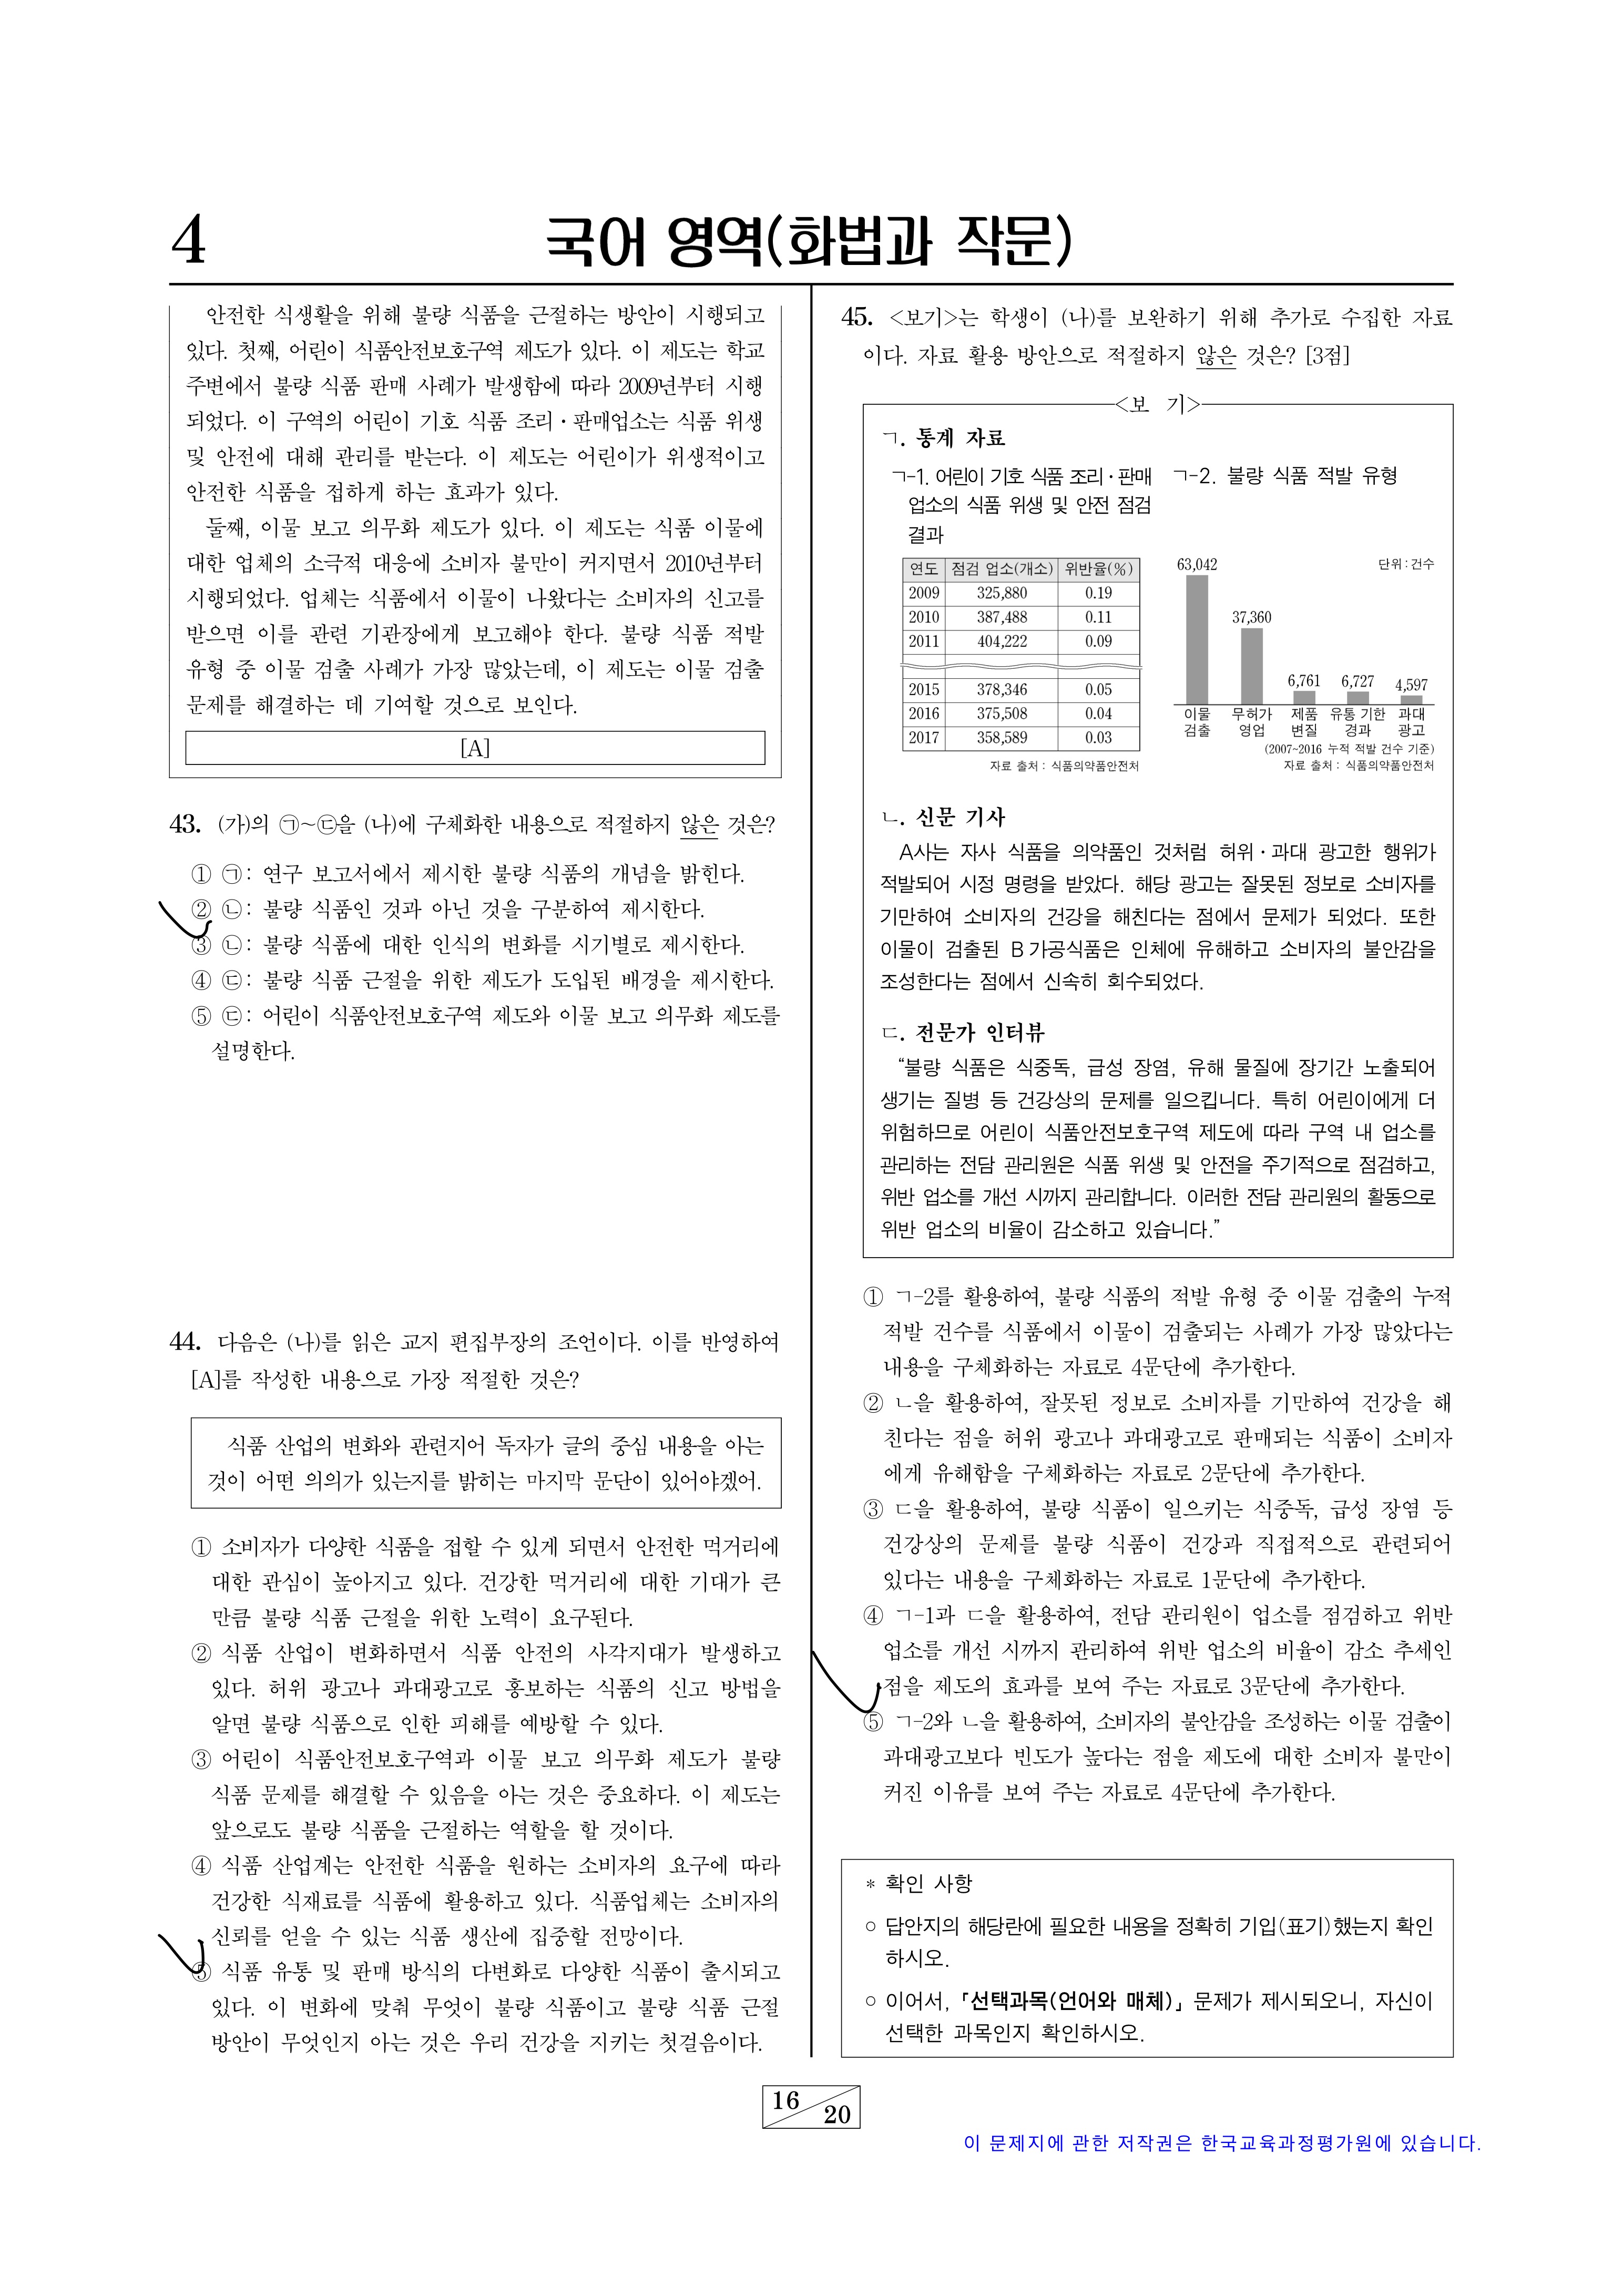 4
국어 영역(화법과 작문)
안전한 식생활을 위해 불량 식품을 근절하는 방안이 시행되고
있다. 첫째, 어린이 식품안전보호구역 제도가 있다. 이 제도는 학교
주변에서 불량 식품 판매 사례가 발생함에 따라 2009년부터 시행
되었다. 이 구역의 어린이 기호 식품 조리·판매업소는 식품 위생
및 안전에 대해 관리를 받는다. 이 제도는 어린이가 위생적이고
안전한 식품을 접하게 하는 효과가 있다.
둘째, 이물 보고 의무화 제도가 있다. 이 제도는 식품 이물에
대한 업체의 소극적 대응에 소비자 불만이 커지면서 2010년부터
시행되었다. 업체는 식품에서 이물이 나왔다는 소비자의 신고를
받으면 이를 관련 기관장에게 보고해야 한다. 불량 식품 적발
유형 중 이물 검출 사례가 가장 많았는데, 이 제도는 이물 검출
문제를 해결하는 데 기여할 것으로 보인다.
[A]
43. (가)의 ㉠~㉢을 (나)에 구체화한 내용으로 적절하지 않은 것은?
① ㉠: 연구 보고서에서 제시한 불량 식품의 개념을 밝힌다.
② ㉡: 불량 식품인 것과 아닌 것을 구분하여 제시한다.
③ ㉡: 불량 식품에 대한 인식의 변화를 시기별로 제시한다.
④ ㉢: 불량 식품 근절을 위한 제도가 도입된 배경을 제시한다.
⑤ ㉢: 어린이 식품안전보호구역 제도와 이물 보고 의무화 제도를
설명한다.
44. 다음은 (나)를 읽은 교지 편집부장의 조언이다. 이를 반영하여
[A]를 작성한 내용으로 가장 적절한 것은?
식품 산업의 변화와 관련지어 독자가 글의 중심 내용을 아는
것이 어떤 의의가 있는지를 밝히는 마지막 문단이 있어야겠어.
① 소비자가 다양한 식품을 접할 수 있게 되면서 안전한 먹거리에
대한 관심이 높아지고 있다. 건강한 먹거리에 대한 기대가 큰
만큼 불량 식품 근절을 위한 노력이 요구된다.
② 식품 산업이 변화하면서 식품 안전의 사각지대가 발생하고
있다. 허위 광고나 과대광고로 홍보하는 식품의 신고 방법을
알면 불량 식품으로 인한 피해를 예방할 수 있다.
③ 어린이 식품안전보호구역과 이물 보고 의무화 제도가 불량
식품 문제를 해결할 수 있음을 아는 것은 중요하다. 이 제도는
앞으로도 불량 식품을 근절하는 역할을 할 것이다.
④ 식품 산업계는 안전한 식품을 원하는 소비자의 요구에 따라
건강한 식재료를 식품에 활용하고 있다. 식품업체는 소비자의
신뢰를 얻을 수 있는 식품 생산에 집중할 전망이다.
⑤ 식품 유통 및 판매 방식의 다변화로 다양한 식품이 출시되고
있다. 이 변화에 맞춰 무엇이 불량 식품이고 불량 식품 근절
방안이 무엇인지 아는 것은 우리 건강을 지키는 첫걸음이다.
45. <보기>는 학생이 (나)를 보완하기 위해 추가로 수집한 자료
이다. 자료 활용 방안으로 적절하지 않은 것은? [3점]
<보 기>
ㄱ. 통계 자료
ㄱ-1. 어린이 기호 식품 조리·판매
업소의 식품 위생 및 안전 점검
결과
연도 점검 업소(개소) 위반율(%)
2009 325,880 0.19
2010 387,488 0.11
2011 404,222 0.09
2015 378,346 0.05
2016 375,508 0.04
2017 358,589 0.03
자료 출처 : 식품의약품안전처
ㄱ-2. 불량 식품 적발 유형
단위 : 건수
63,042
37,360
6,761 6,727 4,597
이물 무허가 제품 유통 기한 과대
검출 영업 변질 경과 광고
(2007~2016 누적 적발 건수 기준)
자료 출처 : 식품의약품안전처
ㄴ. 신문 기사
A사는 자사 식품을 의약품인 것처럼 허위·과대 광고한 행위가
적발되어 시정 명령을 받았다. 해당 광고는 잘못된 정보로 소비자를
기만하여 소비자의 건강을 해친다는 점에서 문제가 되었다. 또한
이물이 검출된 B 가공식품은 인체에 유해하고 소비자의 불안감을
조성한다는 점에서 신속히 회수되었다.
ㄷ. 전문가 인터뷰
“불량 식품은 식중독, 급성 장염, 유해 물질에 장기간 노출되어
생기는 질병 등 건강상의 문제를 일으킵니다. 특히 어린이에게 더
위험하므로 어린이 식품안전보호구역 제도에 따라 구역 내 업소를
관리하는 전담 관리원은 식품 위생 및 안전을 주기적으로 점검하고,
위반 업소를 개선 시까지 관리합니다. 이러한 전담 관리원의 활동으로
위반 업소의 비율이 감소하고 있습니다.”
① ㄱ-2를 활용하여, 불량 식품의 적발 유형 중 이물 검출의 누적
적발 건수를 식품에서 이물이 검출되는 사례가 가장 많았다는
내용을 구체화하는 자료로 4문단에 추가한다.
② ㄴ을 활용하여, 잘못된 정보로 소비자를 기만하여 건강을 해
친다는 점을 허위 광고나 과대광고로 판매되는 식품이 소비자
에게 유해함을 구체화하는 자료로 2문단에 추가한다.
③ ㄷ을 활용하여, 불량 식품이 일으키는 식중독, 급성 장염 등
건강상의 문제를 불량 식품이 건강과 직접적으로 관련되어
있다는 내용을 구체화하는 자료로 1문단에 추가한다.
④ ㄱ-1과 ㄷ을 활용하여, 전담 관리원이 업소를 점검하고 위반
업소를 개선 시까지 관리하여 위반 업소의 비율이 감소 추세인
점을 제도의 효과를 보여 주는 자료로 3문단에 추가한다.
⑤ ㄱ-2와 ㄴ을 활용하여, 소비자의 불안감을 조성하는 이물 검출이
과대광고보다 빈도가 높다는 점을 제도에 대한 소비자 불만이
커진 이유를 보여 주는 자료로 4문단에 추가한다.
* 확인 사항
○ 답안지의 해당란에 필요한 내용을 정확히 기입(표기)했는지 확인
하시오.
○ 이어서, 「선택과목(언어와 매체)」 문제가 제시되오니, 자신이
선택한 과목인지 확인하시오.
16
20
이 문제지에 관한 저작권은 한국교육과정평가원에 있습니다.